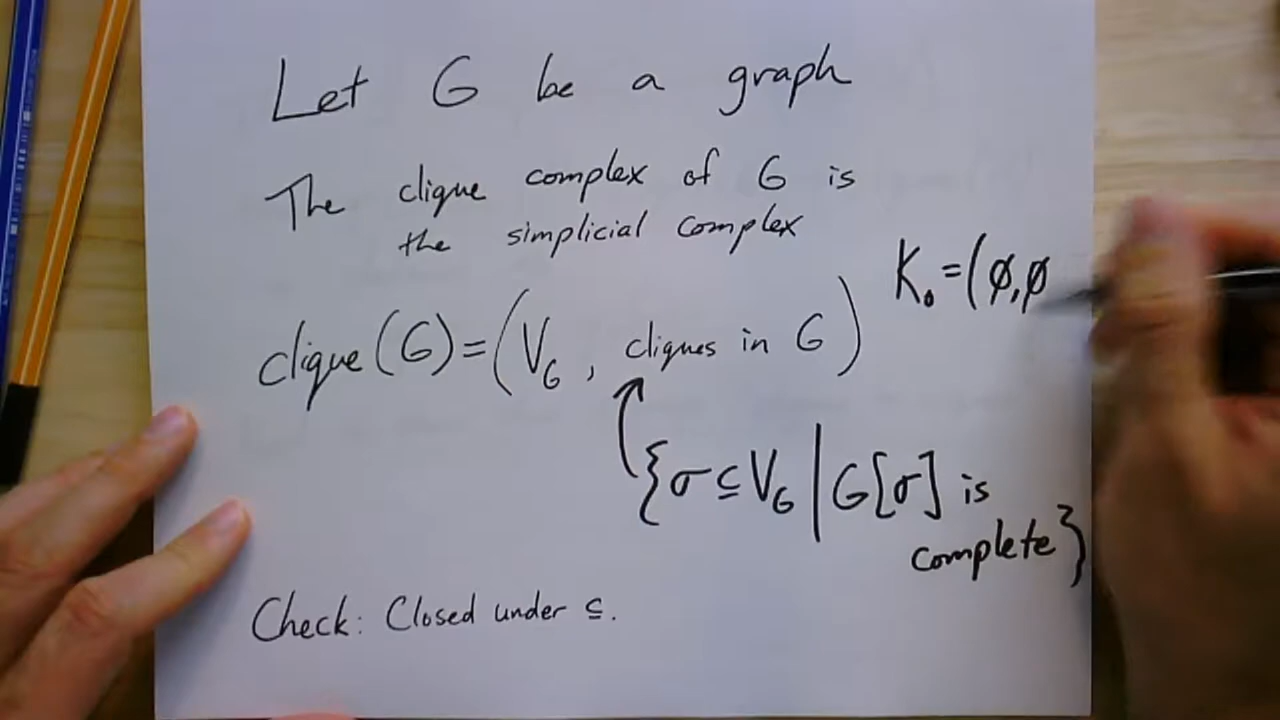 Let G be a graph
The clique complex of G is
the simplicial complex
K₀=(∅,∅
clique(G)=(V_G, cliques in G)
{σ⊆V_G | G[σ] is
complete}
Check: Closed under ⊆.